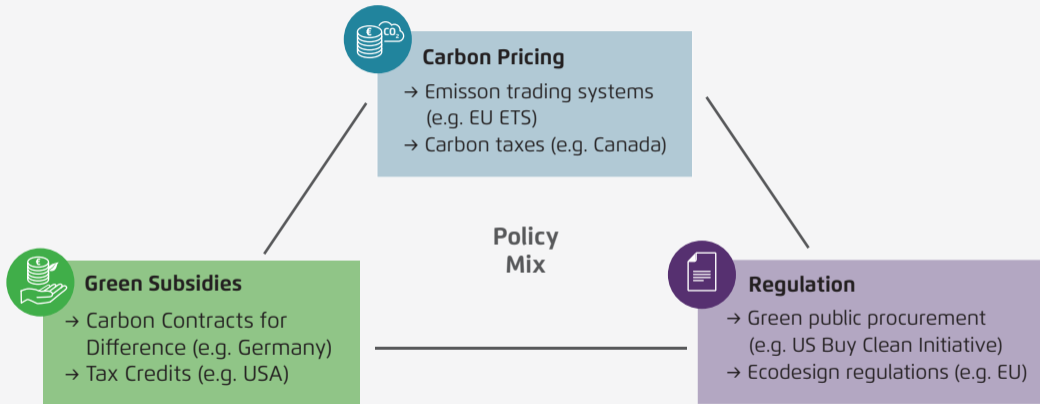 € CO₂
Carbon Pricing
→ Emisson trading systems
(e.g. EU ETS)
→ Carbon taxes (e.g. Canada)
Policy
Mix
€
Green Subsidies
→ Carbon Contracts for
Difference (e.g. Germany)
→ Tax Credits (e.g. USA)
Regulation
→ Green public procurement
(e.g. US Buy Clean Initiative)
→ Ecodesign regulations (e.g. EU)